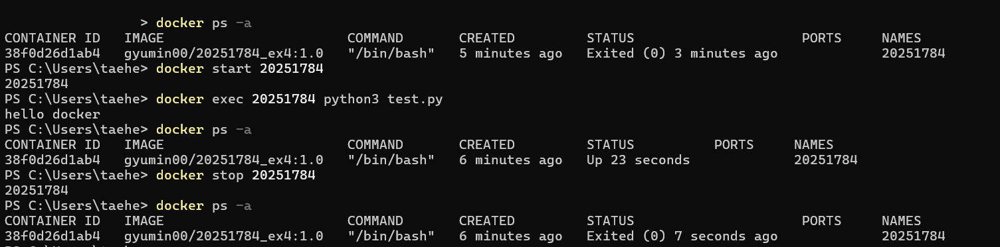 > docker ps -a
CONTAINER ID   IMAGE                       COMMAND       CREATED         STATUS                     PORTS     NAMES
38f0d26d1ab4   gyumin00/20251784_ex4:1.0   "/bin/bash"   5 minutes ago   Exited (0) 3 minutes ago             20251784
PS C:\Users\taehe> docker start 20251784
20251784
PS C:\Users\taehe> docker exec 20251784 python3 test.py
hello docker
PS C:\Users\taehe> docker ps -a
CONTAINER ID   IMAGE                       COMMAND       CREATED         STATUS          PORTS     NAMES
38f0d26d1ab4   gyumin00/20251784_ex4:1.0   "/bin/bash"   6 minutes ago   Up 23 seconds             20251784
PS C:\Users\taehe> docker stop 20251784
20251784
PS C:\Users\taehe> docker ps -a
CONTAINER ID   IMAGE                       COMMAND       CREATED         STATUS                     PORTS     NAMES
38f0d26d1ab4   gyumin00/20251784_ex4:1.0   "/bin/bash"   6 minutes ago   Exited (0) 7 seconds ago             20251784